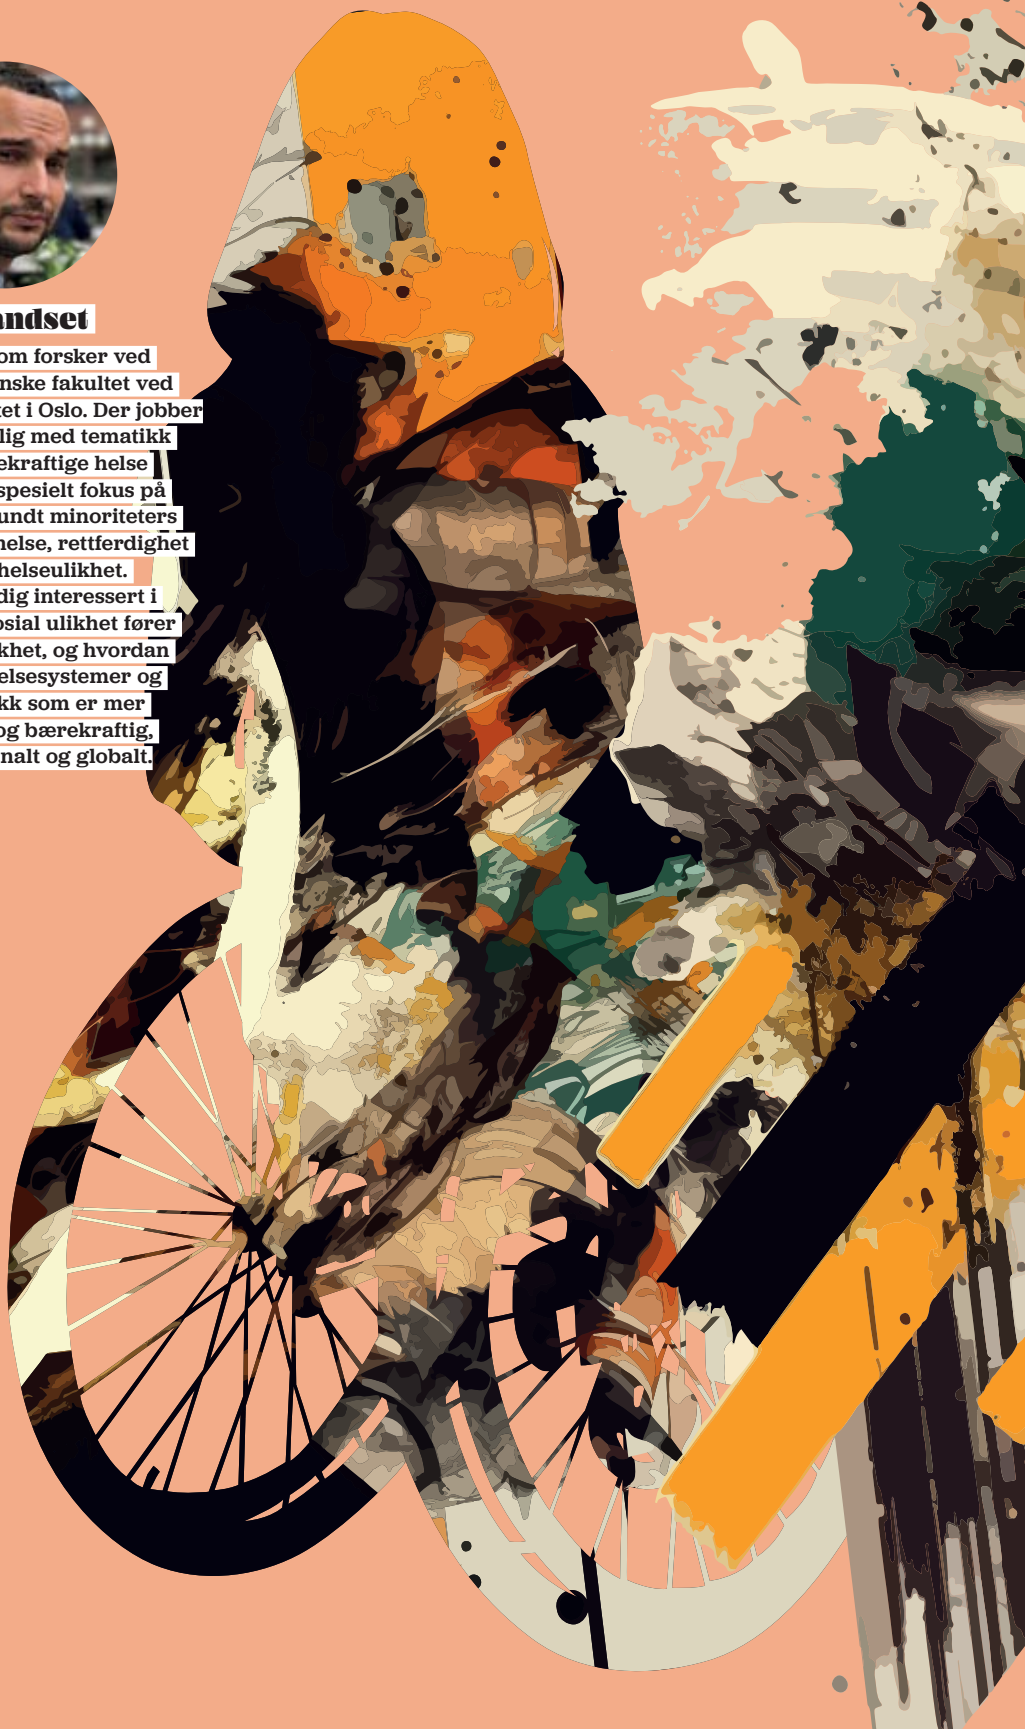 andset
om forsker ved
nske fakultet ved
et i Oslo. Der jobber
lig med tematikk
ekraftige helse
spesielt fokus på
undt minoriteters
helse, rettferdighet
helseulikhet.
dig interessert i
osial ulikhet fører
khet, og hvordan
elsesystemer og
kk som er mer
og bærekraftig,
nalt og globalt.